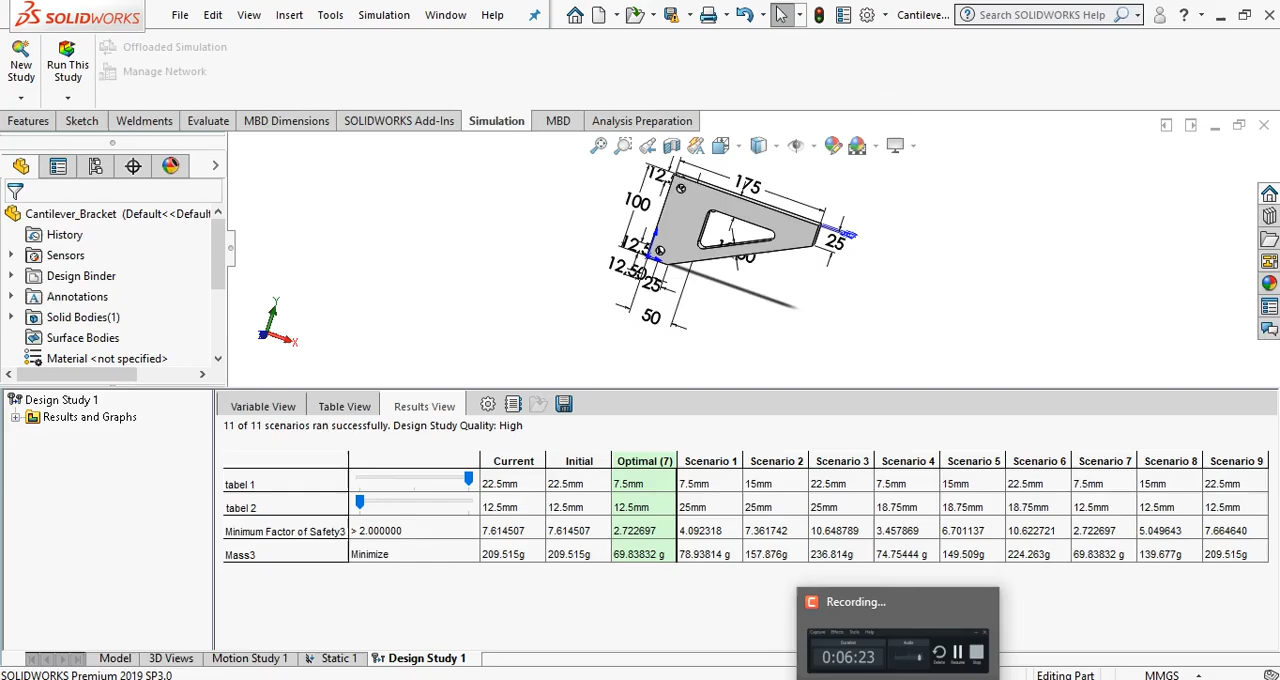 SOLIDWORKS File Edit View Insert Tools Simulation Window Help Cantileve... Search SOLIDWORKS Help ?
Offloaded Simulation
Manage Network
New Study
Run This Study
Features Sketch Weldments Evaluate MBD Dimensions SOLIDWORKS Add-Ins Simulation MBD Analysis Preparation
Cantilever_Bracket (Default<<Default
History
Sensors
Design Binder
Annotations
Solid Bodies(1)
Surface Bodies
Material <not specified>
175
100
25
12.50
25
50
Y
X
Design Study 1
Results and Graphs
Variable View Table View Results View
11 of 11 scenarios ran successfully. Design Study Quality: High
Current Initial Optimal (7) Scenario 1 Scenario 2 Scenario 3 Scenario 4 Scenario 5 Scenario 6 Scenario 7 Scenario 8 Scenario 9
tabel 1 22.5mm 22.5mm 7.5mm 7.5mm 15mm 22.5mm 7.5mm 15mm 22.5mm 7.5mm 15mm 22.5mm
tabel 2 12.5mm 12.5mm 12.5mm 25mm 25mm 25mm 18.75mm 18.75mm 18.75mm 12.5mm 12.5mm 12.5mm
Minimum Factor of Safety3 > 2.000000 7.614507 7.614507 2.722697 4.092318 7.361742 10.648789 3.457869 6.701137 10.622721 2.722697 5.049643 7.664640
Mass3 Minimize 209.515g 209.515g 69.83832 g 78.93814 g 157.876g 236.814g 74.75444 g 149.509g 224.263g 69.83832 g 139.677g 209.515g
Recording...
Capture Effects Tools Help
Duration Audio
0:06:23
Delete Resume Stop
Model 3D Views Motion Study 1 Static 1 Design Study 1
SOLIDWORKS Premium 2019 SP3.0 Editing Part MMGS